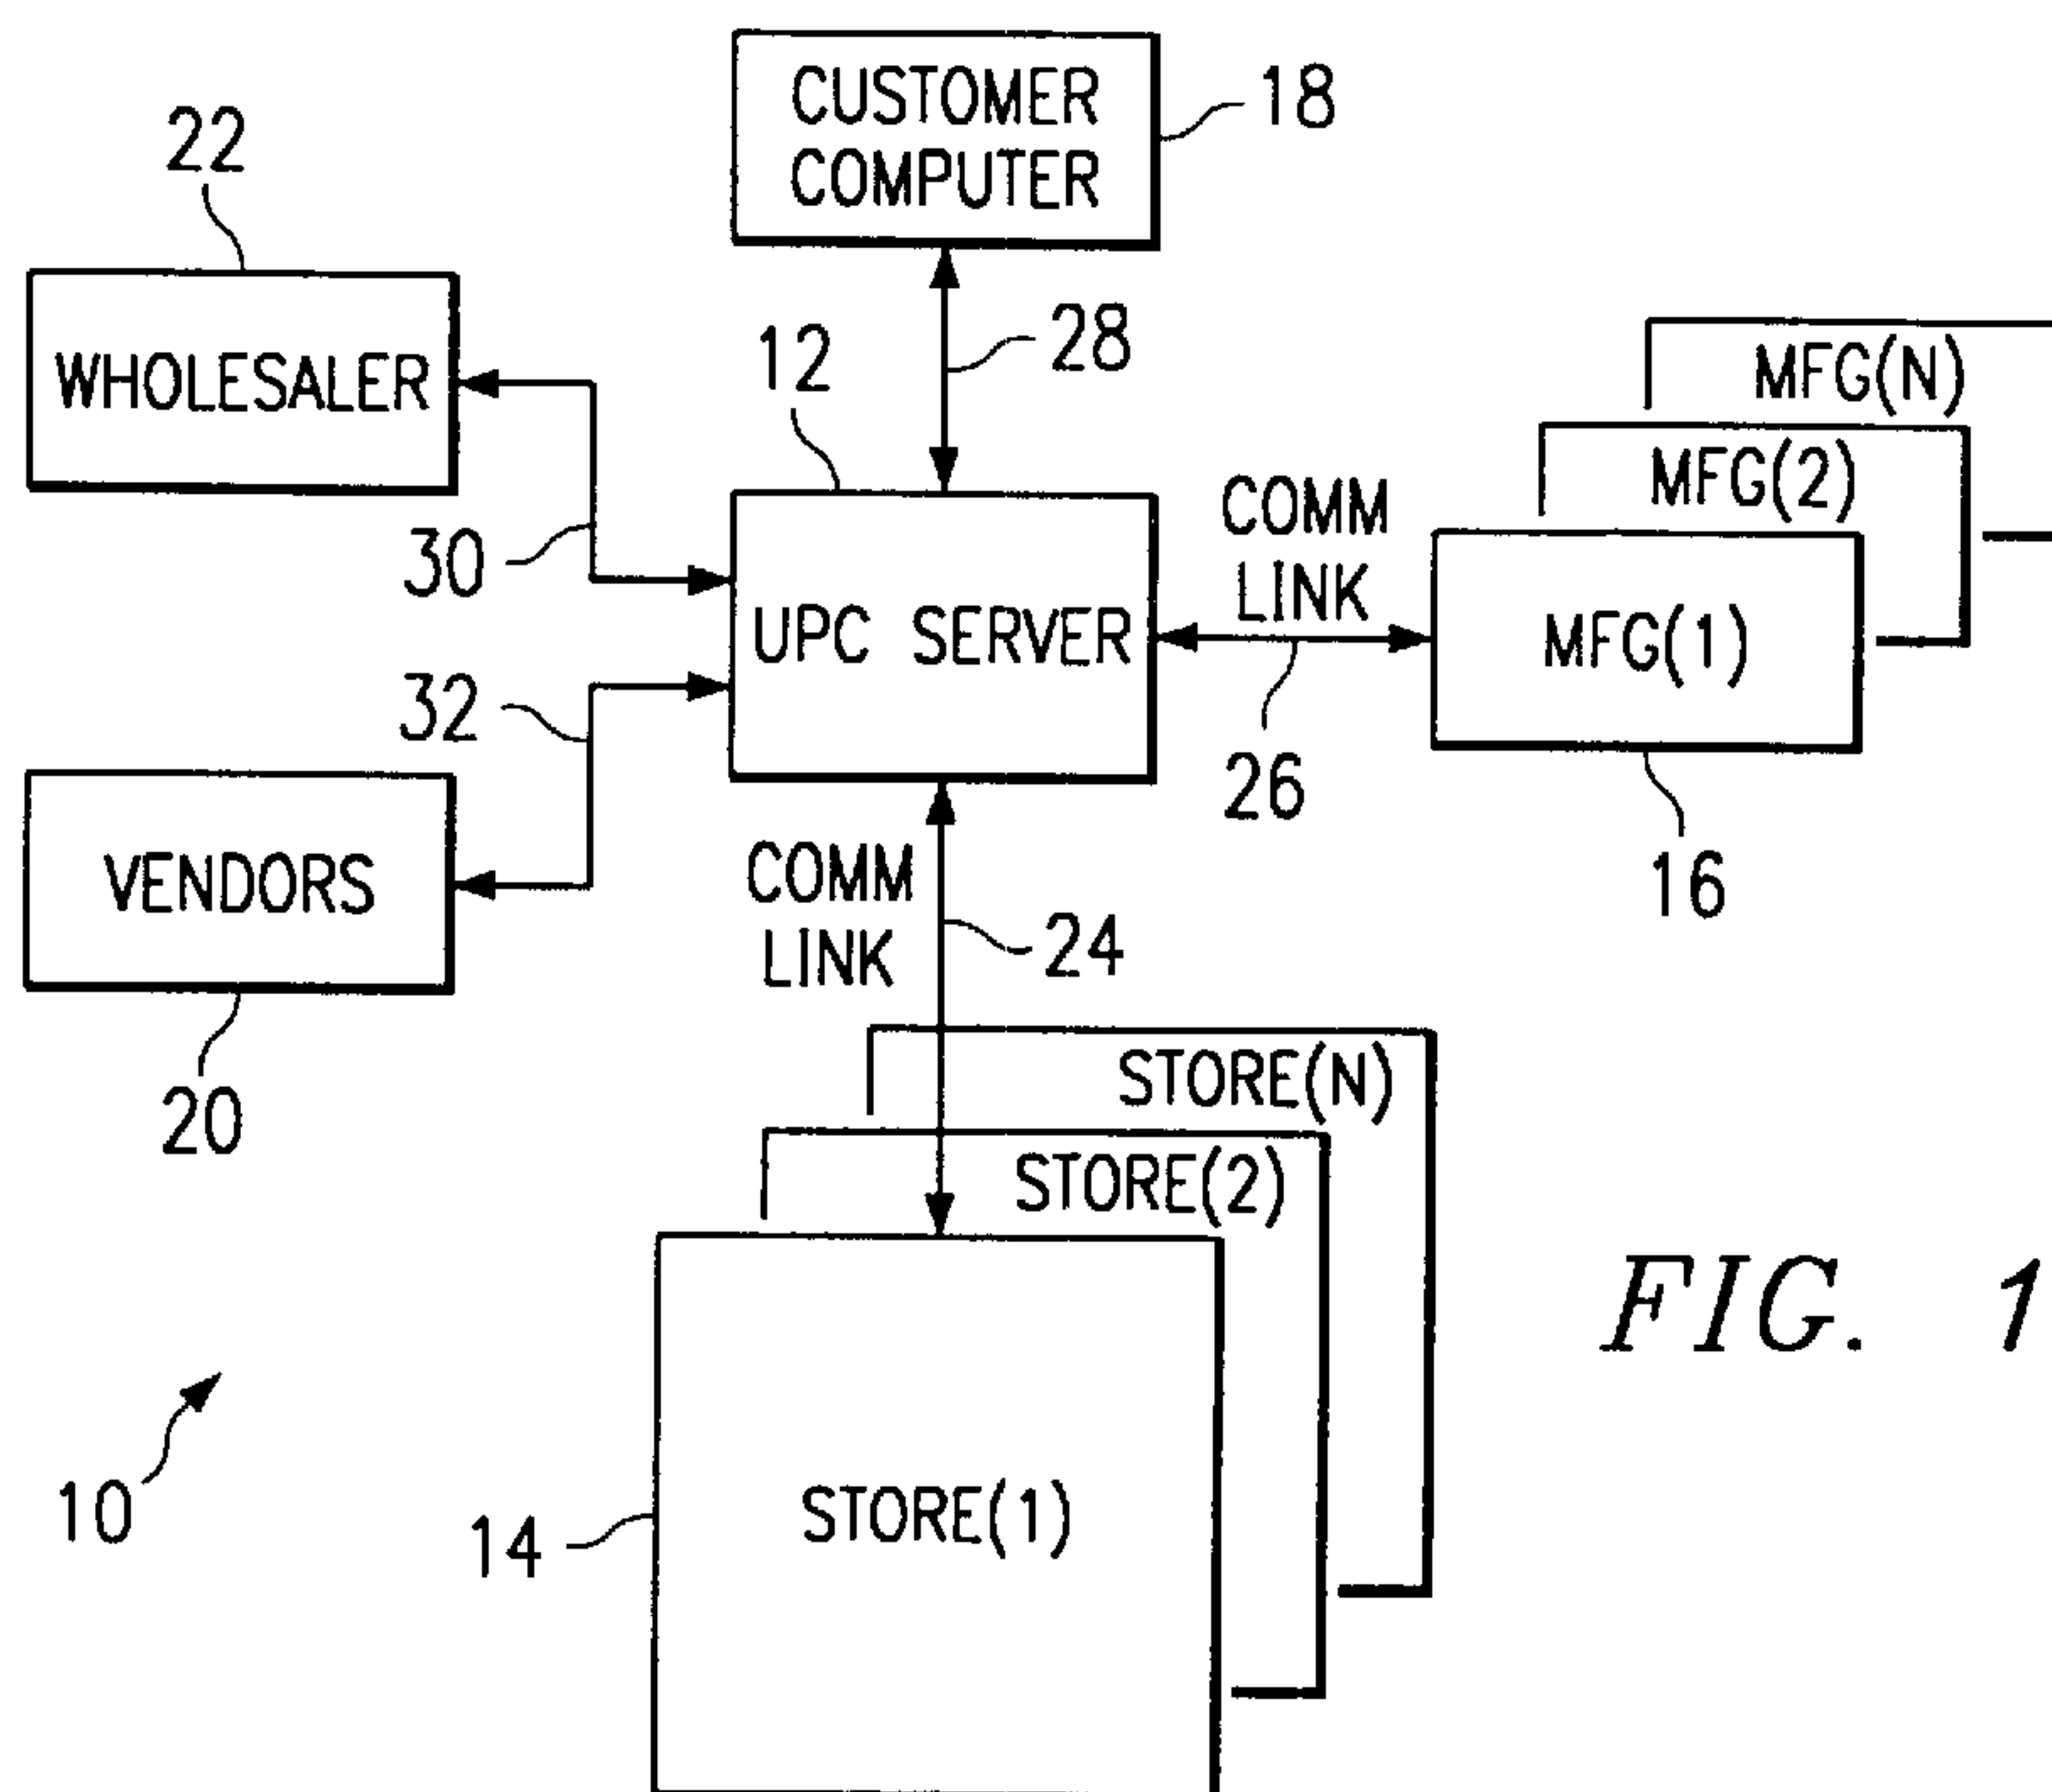 CUSTOMER
COMPUTER
18
22
WHOLESALER
12
28
MFG(N)
MFG(2)
MFG(1)
COMM
LINK
30
UPC SERVER
32
26
16
VENDORS
20
COMM
LINK
24
STORE(N)
STORE(2)
STORE(1)
14
10
FIG. 1